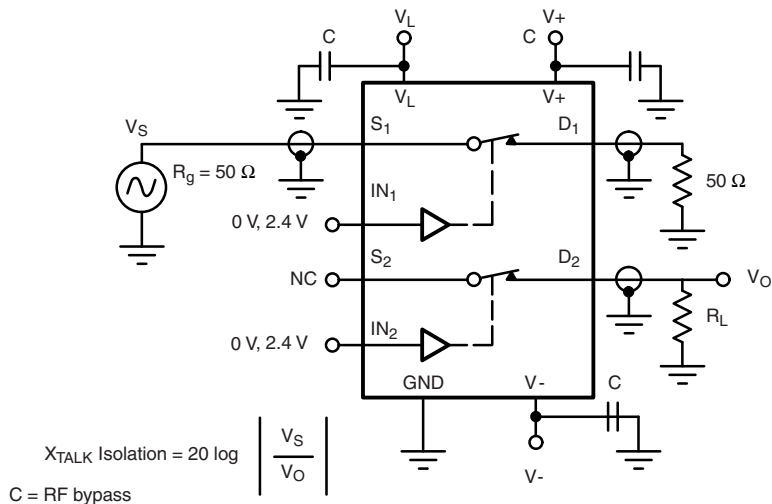 VL V+
C C
VL V+
VS S1 D1
Rg = 50 Ω 50 Ω
IN1
0 V, 2.4 V
S2 D2
NC VO
IN2 RL
0 V, 2.4 V
GND V- C
V-
XTALK Isolation = 20 log | VS / VO |
C = RF bypass